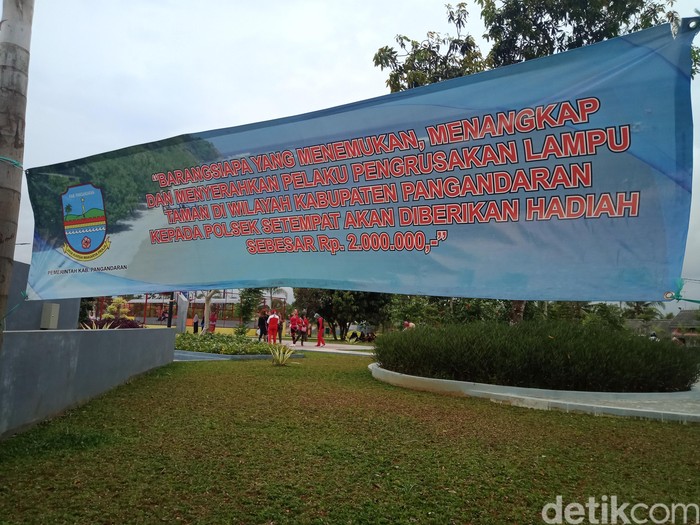 "BARANGSIAPA YANG MENEMUKAN, MENANGKAP
DAN MENYERAHKAN PELAKU PENGRUSAKAN LAMPU
TAMAN DI WILAYAH KABUPATEN PANGANDARAN
KEPADA POLSEK SETEMPAT AKAN DIBERIKAN HADIAH
SEBESAR Rp. 2.000.000,-"
PEMERINTAH KAB. PANGANDARAN
detikcom